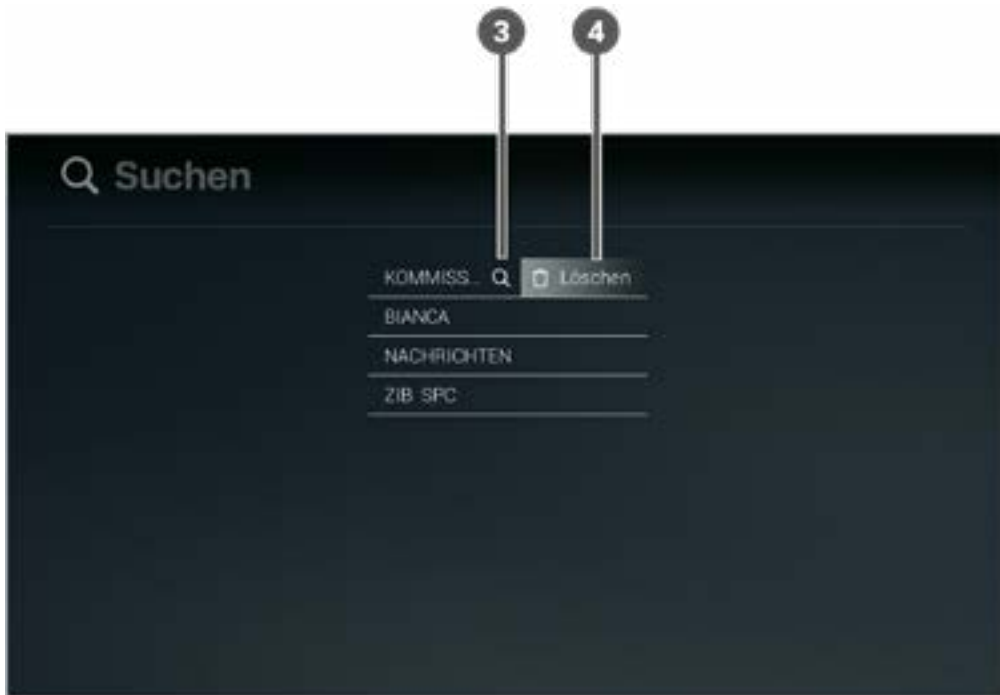 3 4
Suchen
KOMMISS... Löschen
BIANCA
NACHRICHTEN
ZIB SPC